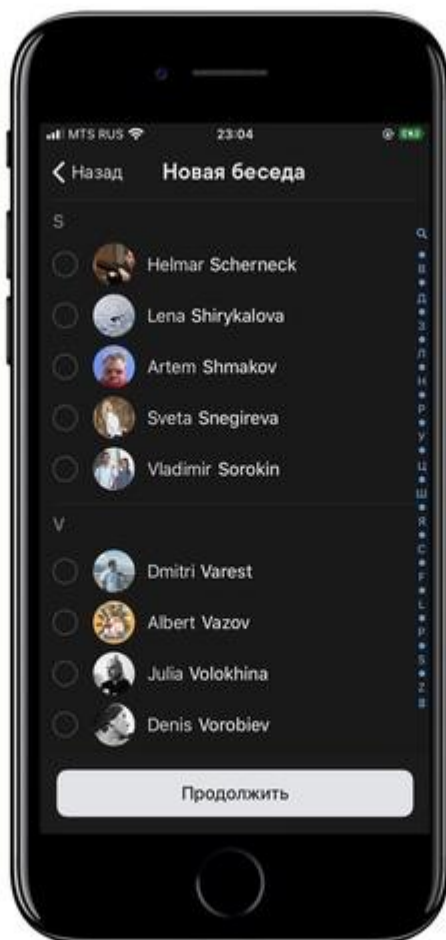 MTS RUS 23:04
Назад Новая беседа
S
Helmar Scherneck
Lena Shirykalova
Artem Shmakov
Sveta Snegireva
Vladimir Sorokin
V
Dmitri Varest
Albert Vazov
Julia Volokhina
Denis Vorobiev
Продолжить
В
Д
З
Л
Н
Р
У
Ц
Ш
Я
C
F
L
P
S
Z